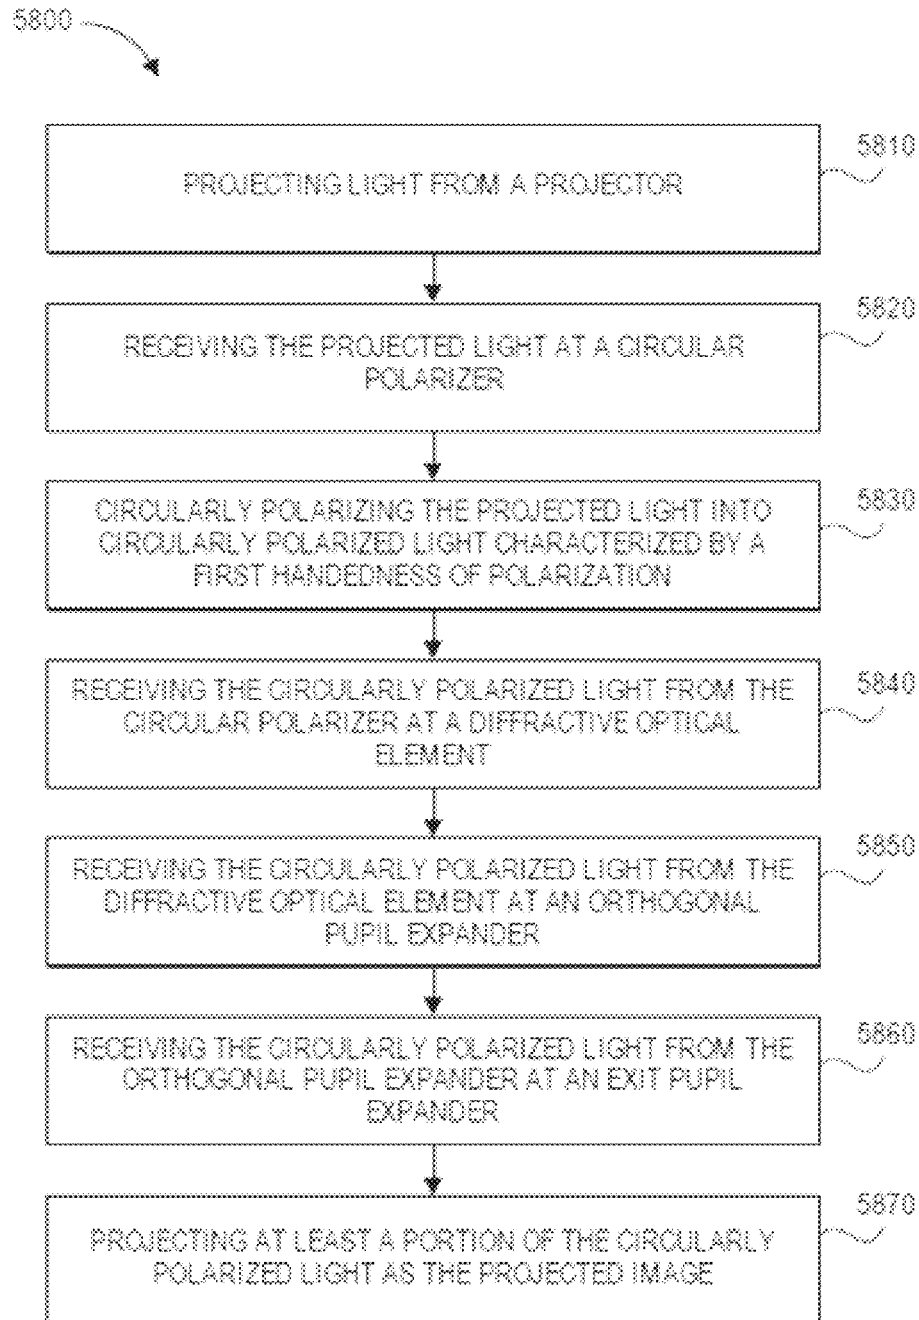 5800
5810
PROJECTING LIGHT FROM A PROJECTOR
5820
RECEIVING THE PROJECTED LIGHT AT A CIRCULAR
POLARIZER
5830
CIRCULARLY POLARIZING THE PROJECTED LIGHT INTO
CIRCULARLY POLARIZED LIGHT CHARACTERIZED BY A
FIRST HANDEDNESS OF POLARIZATION
5840
RECEIVING THE CIRCULARLY POLARIZED LIGHT FROM THE
CIRCULAR POLARIZER AT A DIFFRACTIVE OPTICAL
ELEMENT
5850
RECEIVING THE CIRCULARLY POLARIZED LIGHT FROM THE
DIFFRACTIVE OPTICAL ELEMENT AT AN ORTHOGONAL
PUPIL EXPANDER
5860
RECEIVING THE CIRCULARLY POLARIZED LIGHT FROM THE
ORTHOGONAL PUPIL EXPANDER AT AN EXIT PUPIL
EXPANDER
5870
PROJECTING AT LEAST A PORTION OF THE CIRCULARLY
POLARIZED LIGHT AS THE PROJECTED IMAGE